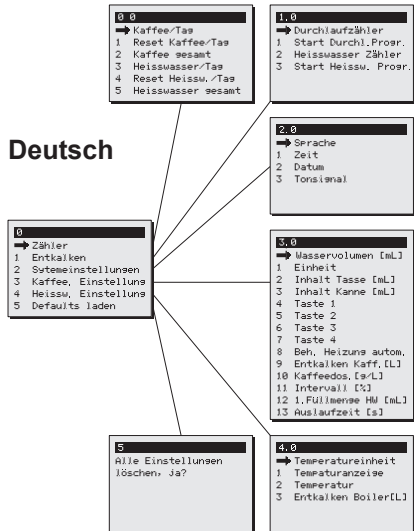 0 0
Kaffee/Tag
1 Reset Kaffee/Tag
2 Kaffee gesamt
3 Heisswasser/Tag
4 Reset Heissw./Tag
5 Heisswasser gesamt
1.0
Durchlaufzähler
1 Start Durchl.Progr.
2 Heisswasser Zähler
3 Start Heissw. Progr.
Deutsch
2.0
Sprache
1 Zeit
2 Datum
3 Tonsignal
0
Zähler
1 Entkalken
2 Sytemeinstellungen
3 Kaffee. Einstellung
4 Heissw. Einstellung
5 Defaults laden
3.0
Wasservolumen [mL]
1 Einheit
2 Inhalt Tasse [mL]
3 Inhalt Kanne [mL]
4 Taste 1
5 Taste 2
6 Taste 3
7 Taste 4
8 Beh. Heizung autom.
9 Entkalken Kaff.[L]
10 Kaffeedos.[g/L]
11 Intervall [%]
12 1.Füllmenge HW [mL]
13 Auslaufzeit [s]
5
Alle Einstellungen
löschen, ja?
4.0
Temperatureinheit
1 Tempaturanzeige
2 Temperatur
3 Entkalken Boiler[L]